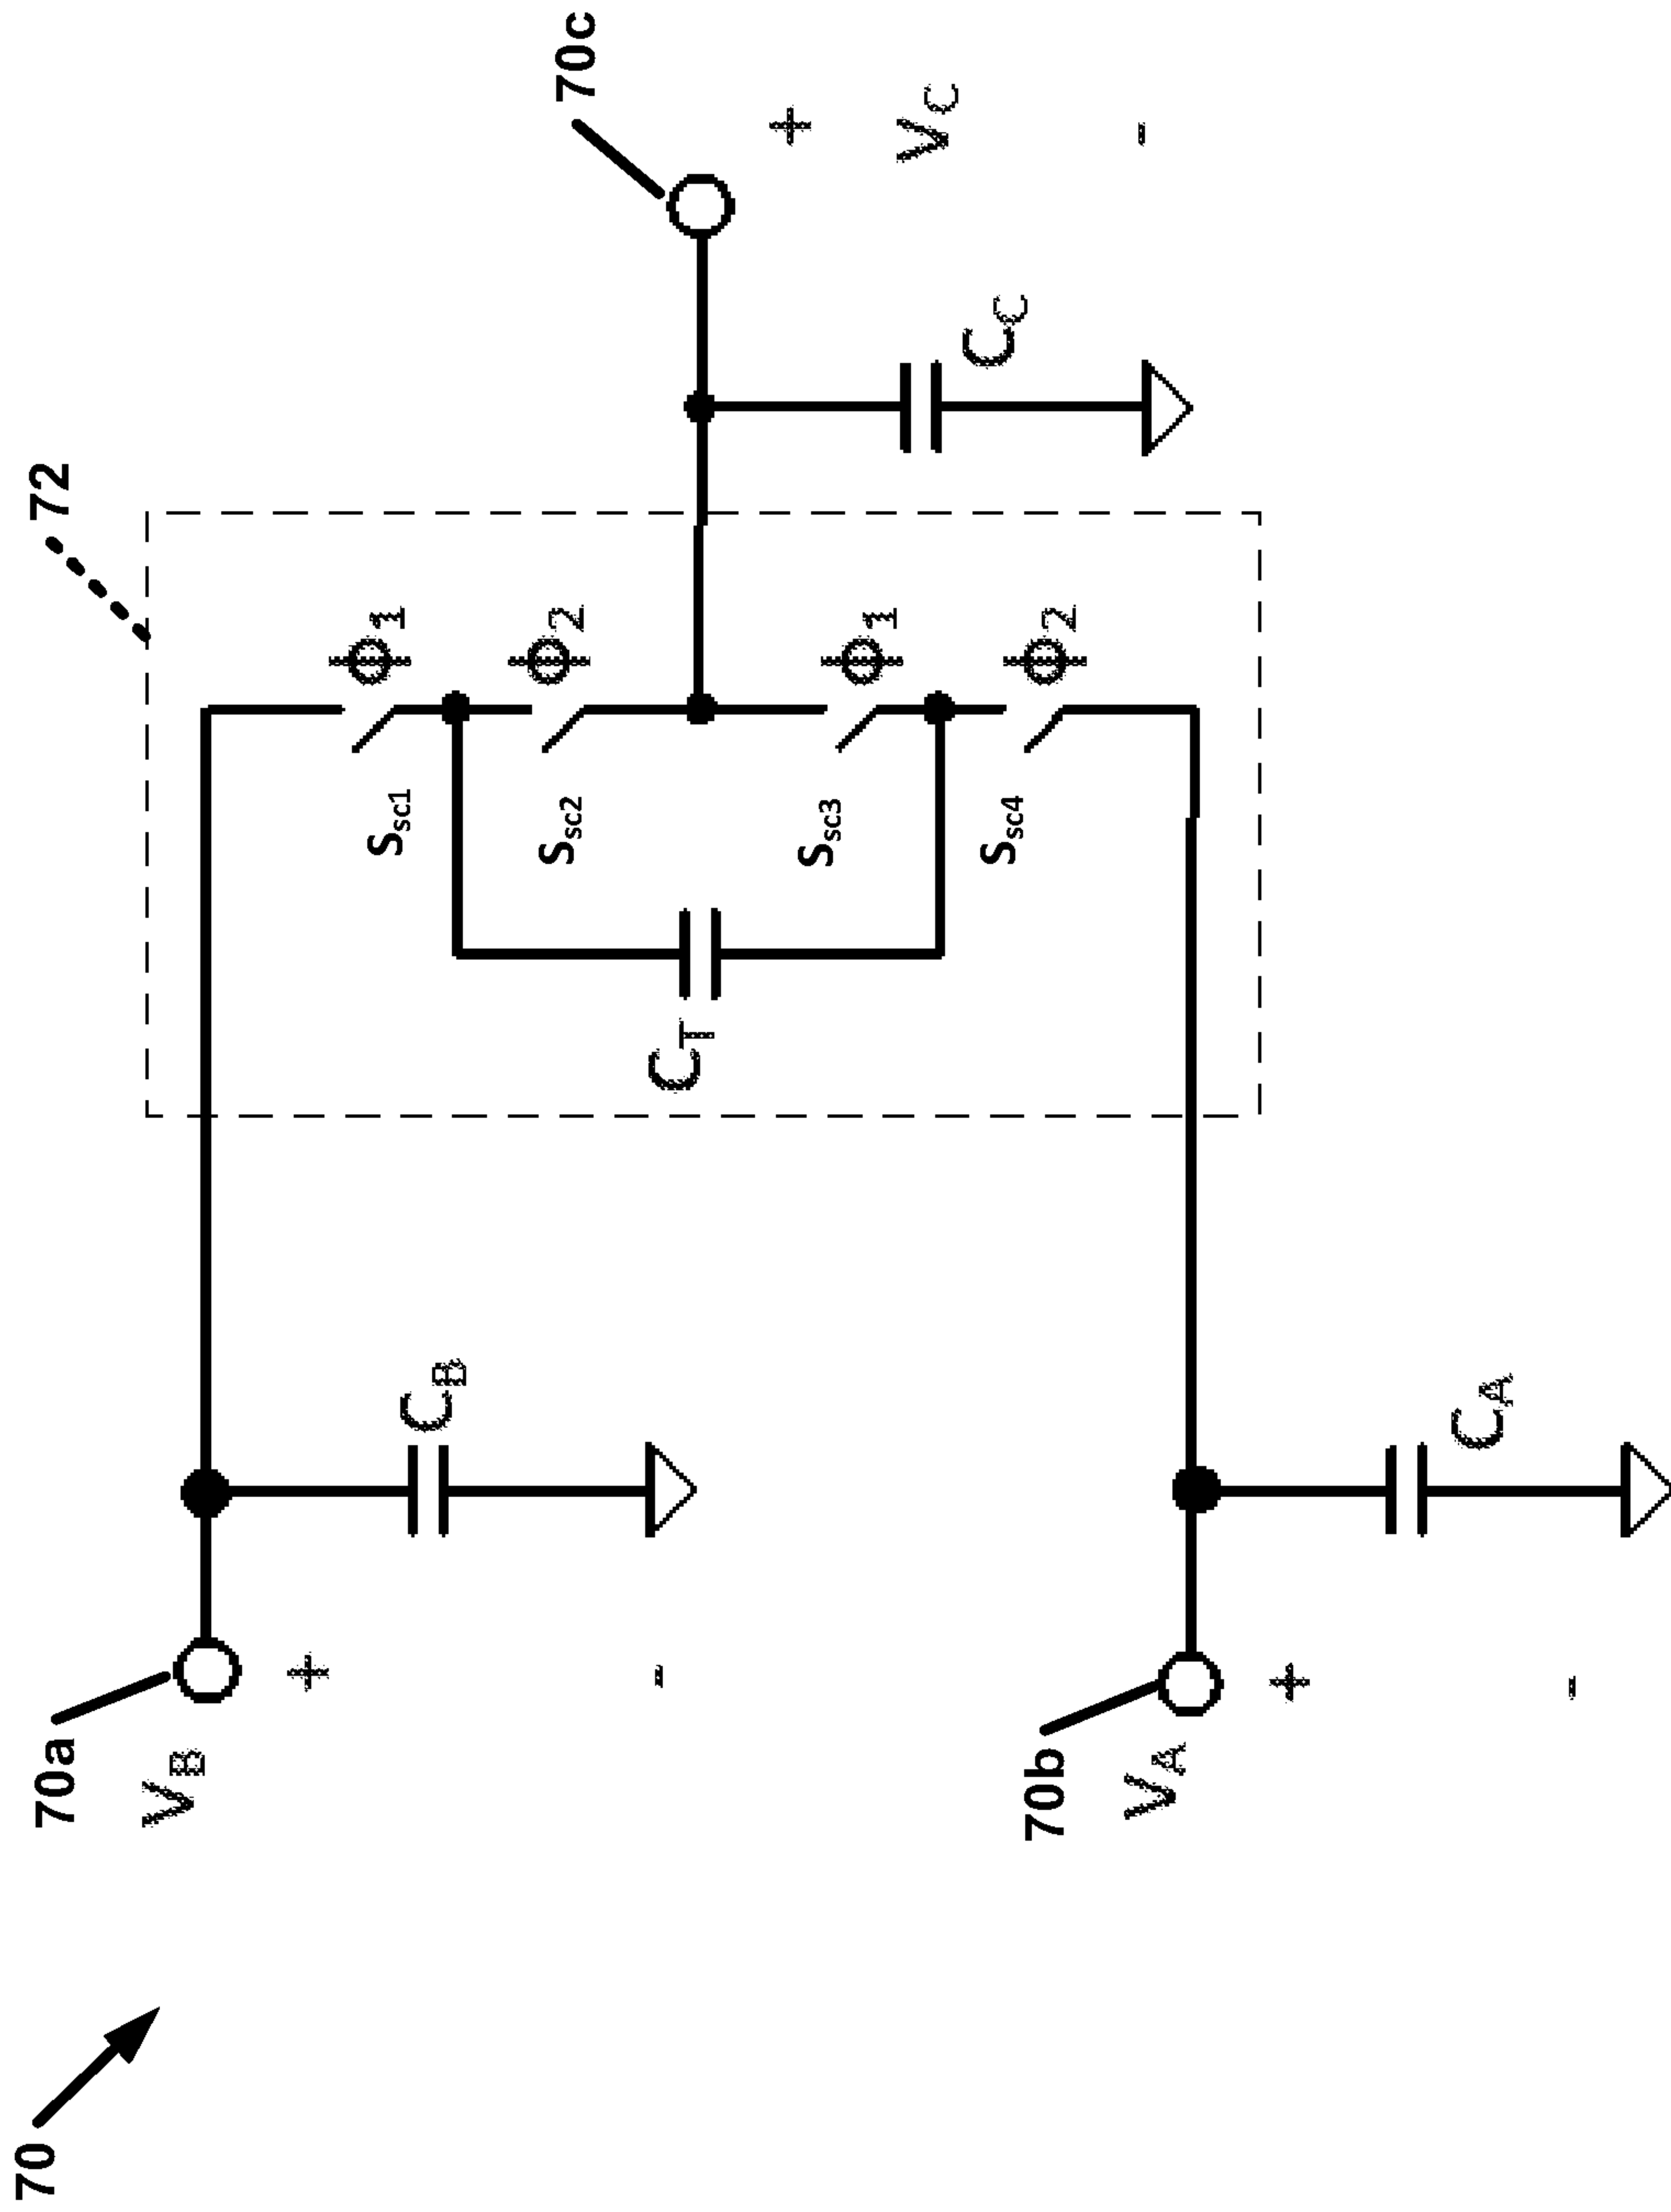 70
70a
V_B
+
-
C_B
70b
V_A
+
-
C_A
72
C_T
S_sc1
ϕ1
S_sc2
ϕ2
S_sc3
ϕ1
S_sc4
ϕ2
C_C
70c
+
V_C
-